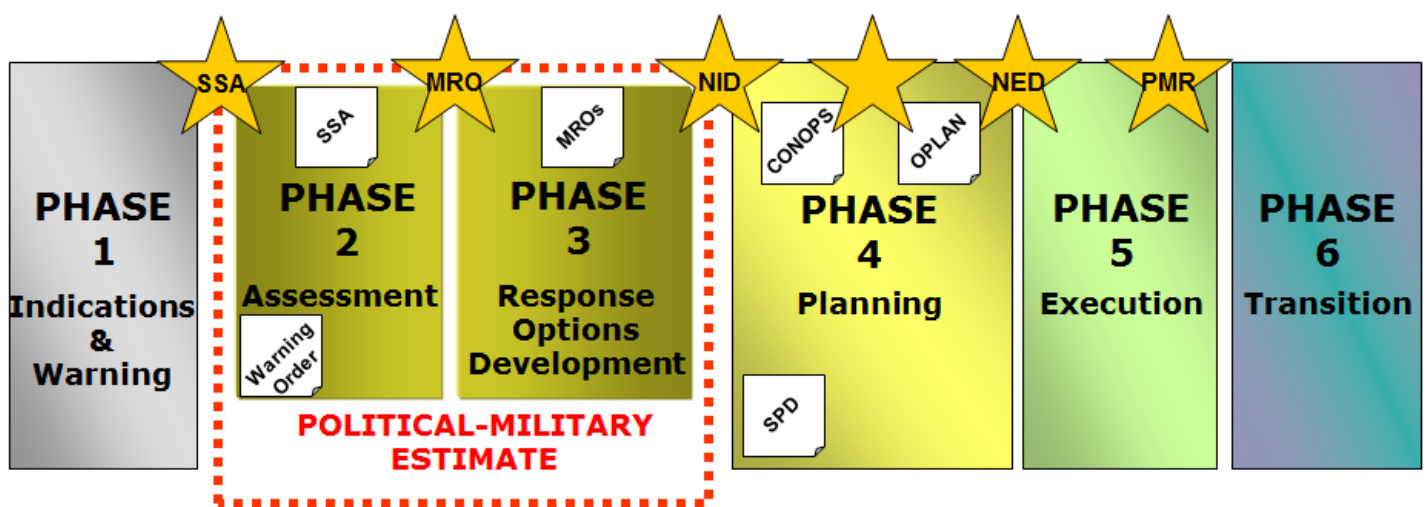 SSA
MRO
NID
NED
PMR
PHASE
1
Indications
&
Warning
SSA
PHASE
2
Assessment
Warning
Order
MROs
PHASE
3
Response
Options
Development
POLITICAL-MILITARY
ESTIMATE
CONOPS
OPLAN
PHASE
4
Planning
SPD
PHASE
5
Execution
PHASE
6
Transition